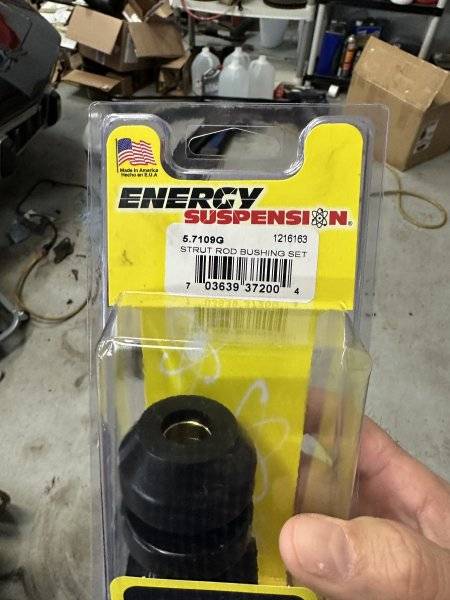 Made in America
Hecho en E.U.A
ENERGY
SUSPENSION®
5.7109G 1216163
STRUT ROD BUSHING SET
7 03639 37200 4